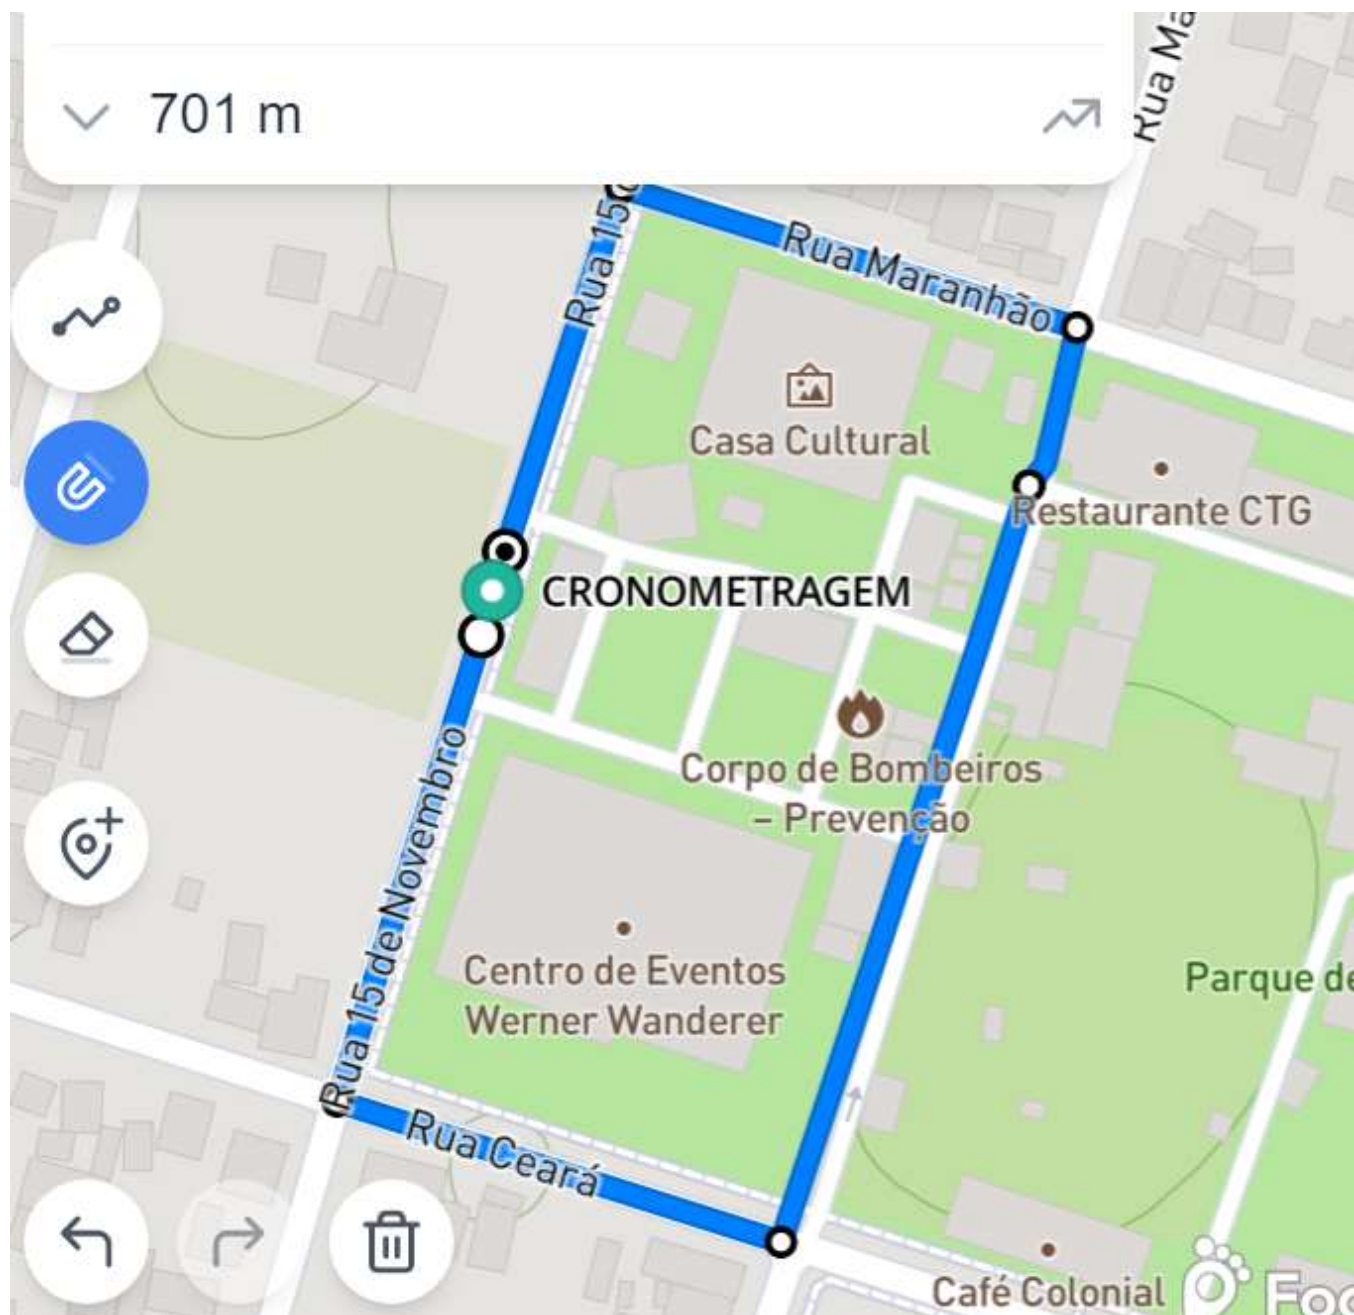 701 m
Rua Ma
Rua 15
Rua Maranhão
Casa Cultural
Restaurante CTG
CRONOMETRAGEM
Corpo de Bombeiros
– Prevenção
Rua 15 de Novembro
Centro de Eventos
Werner Wanderer
Parque de
Rua Ceará
Café Colonial
Foo